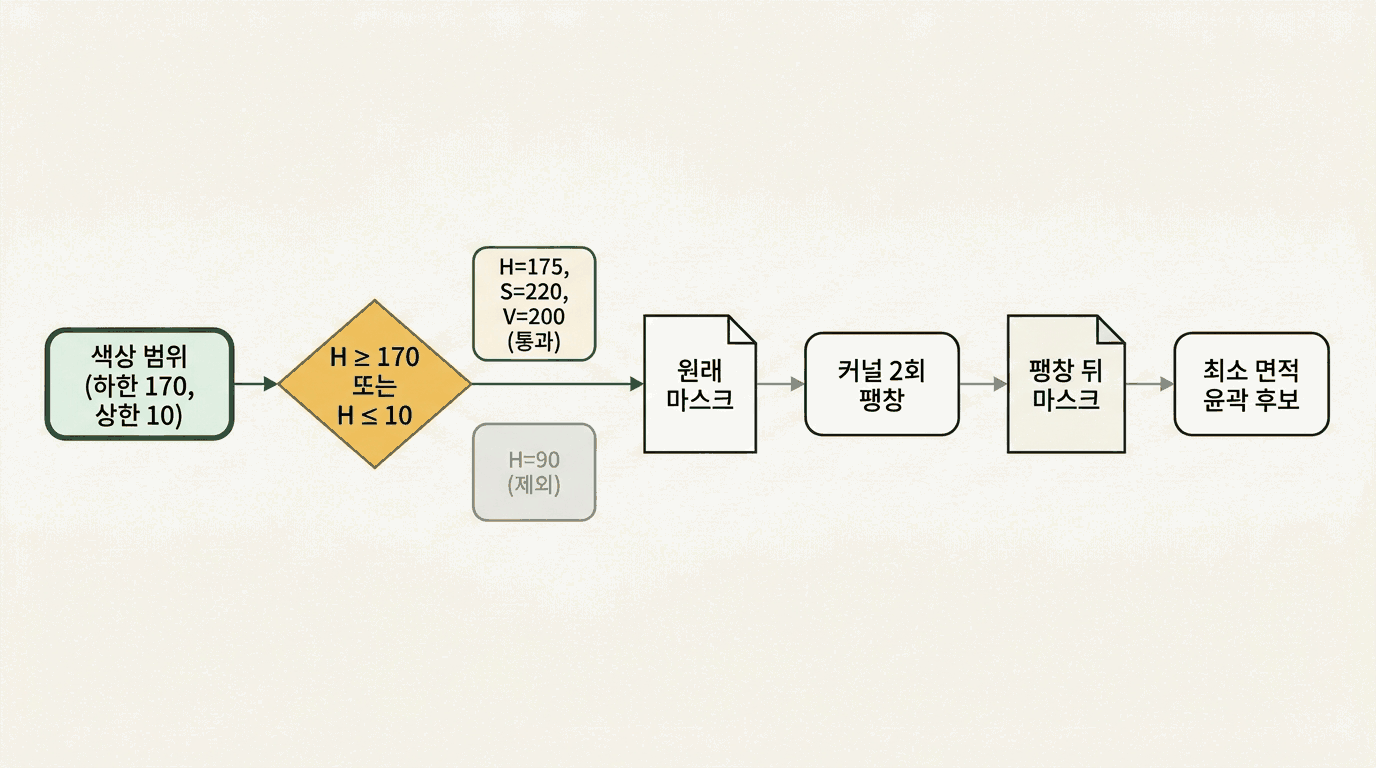 색상 범위
(하한 170,
상한 10)
H ≥ 170
또는
H ≤ 10
H=175,
S=220,
V=200
(통과)
H=90
(제외)
원래
마스크
커널 2회
팽창
팽창 뒤
마스크
최소 면적
윤곽 후보